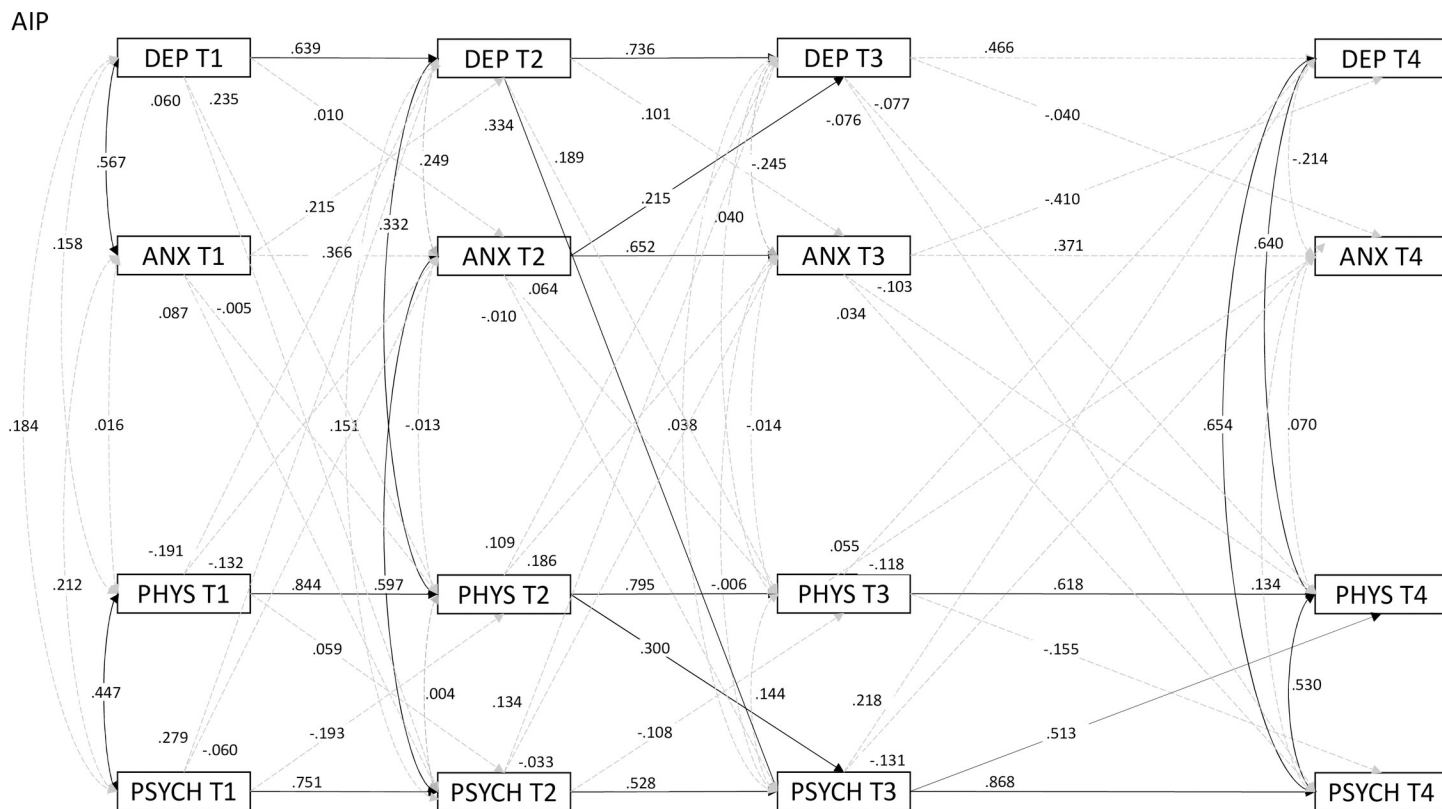 AIP
DEP T1 .639 DEP T2 .736 DEP T3 .466 DEP T4
.060 .235 .010 .334 .101 -.076 -.077 -.040
.567 .249 .189 -.245 -.214
.215 .215 -.410
.158 .332 .040 .640
ANX T1 .366 ANX T2 .652 ANX T3 .371 ANX T4
.087 -.005 .064 -.010 -.103 .034
.184 .016 .151 -.013 .038 -.014 .654 .070
-.191 -.132 .109 .186 .055 -.118
.212 PHYS T1 .844 .597 PHYS T2 .795 -.006 PHYS T3 .618 .134 PHYS T4
.059 .300 -.155
.447 .004 .134 .144 .218 .530
.279 -.060 -.193 -.033 -.108 -.131 .513
PSYCH T1 .751 PSYCH T2 .528 PSYCH T3 .868 PSYCH T4